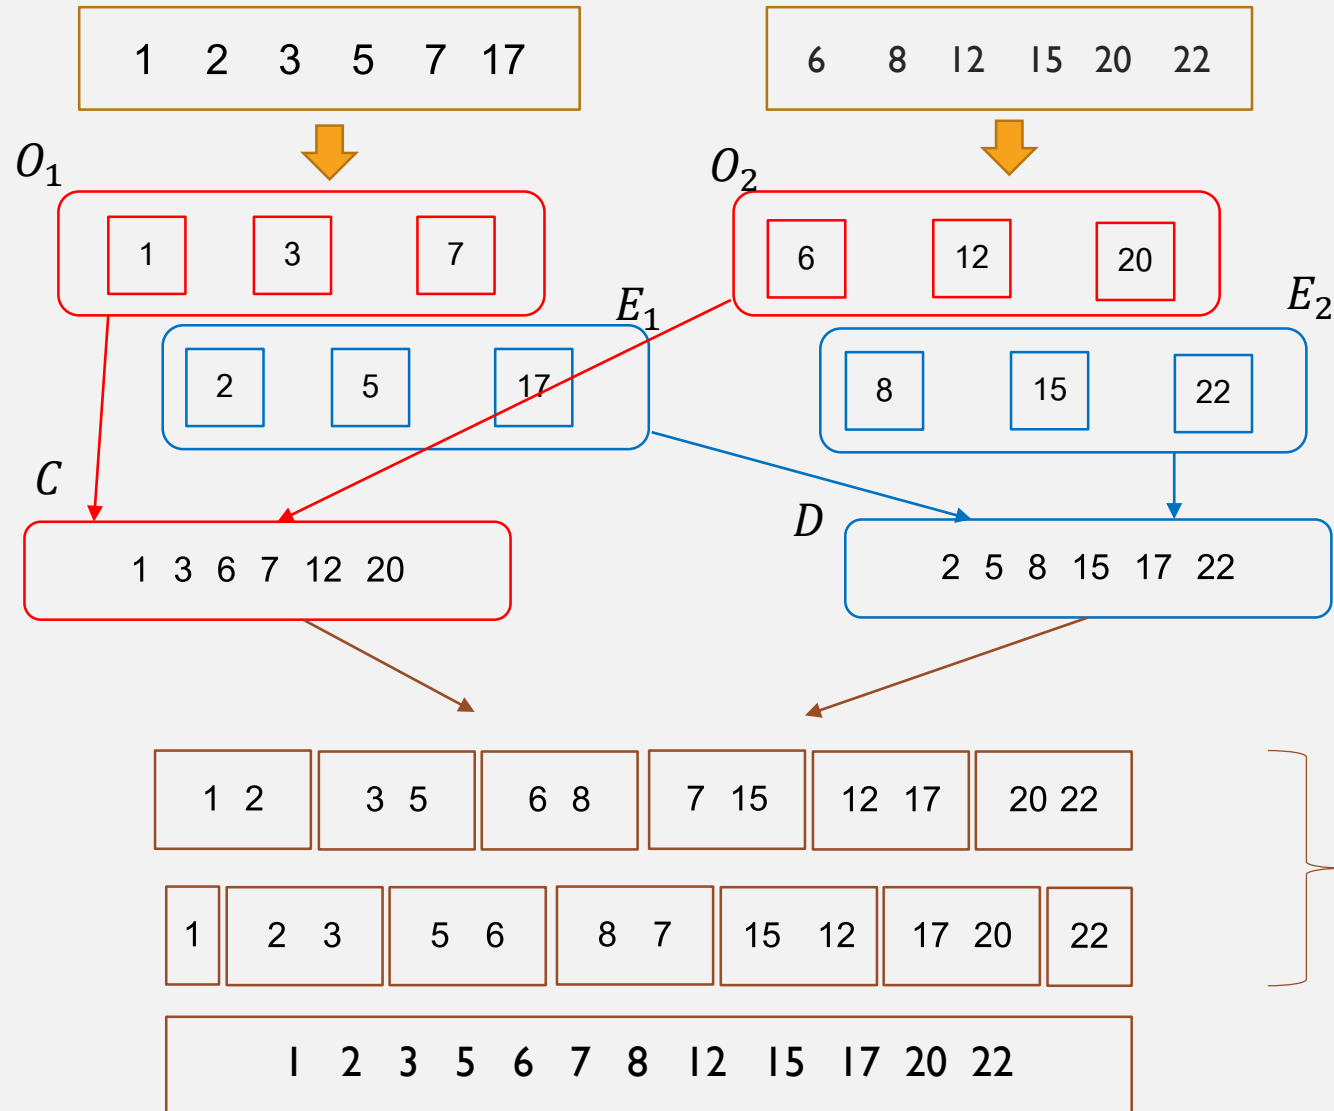 1 2 3 5 7 17
6 8 12 15 20 22
O₁
O₂
1 3 7
6 12 20
E₁
E₂
2 5 17
8 15 22
C
D
1 3 6 7 12 20
2 5 8 15 17 22
1 2 3 5 6 8 7 15 12 17 20 22
1 2 3 5 6 8 7 15 12 17 20 22
1 2 3 5 6 7 8 12 15 17 20 22